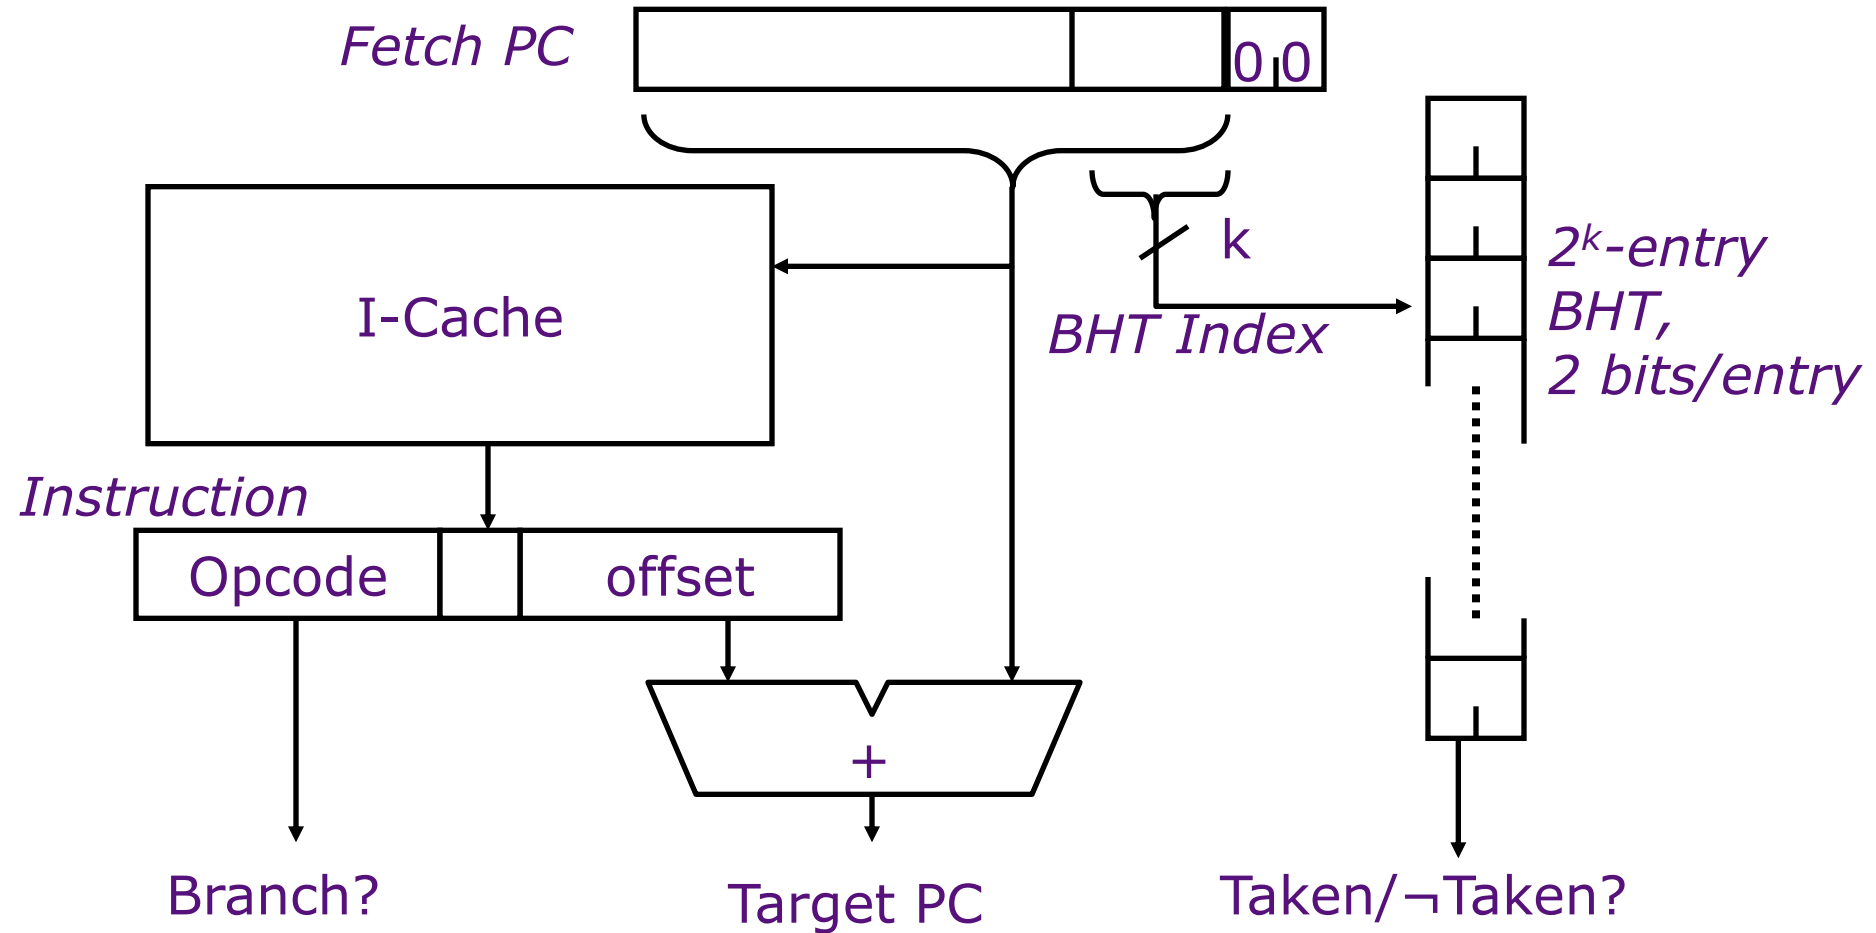 Fetch PC
0 0
k
I-Cache
BHT Index
2ᵏ-entry
BHT,
2 bits/entry
Instruction
Opcode
offset
+
Branch?
Target PC
Taken/¬Taken?